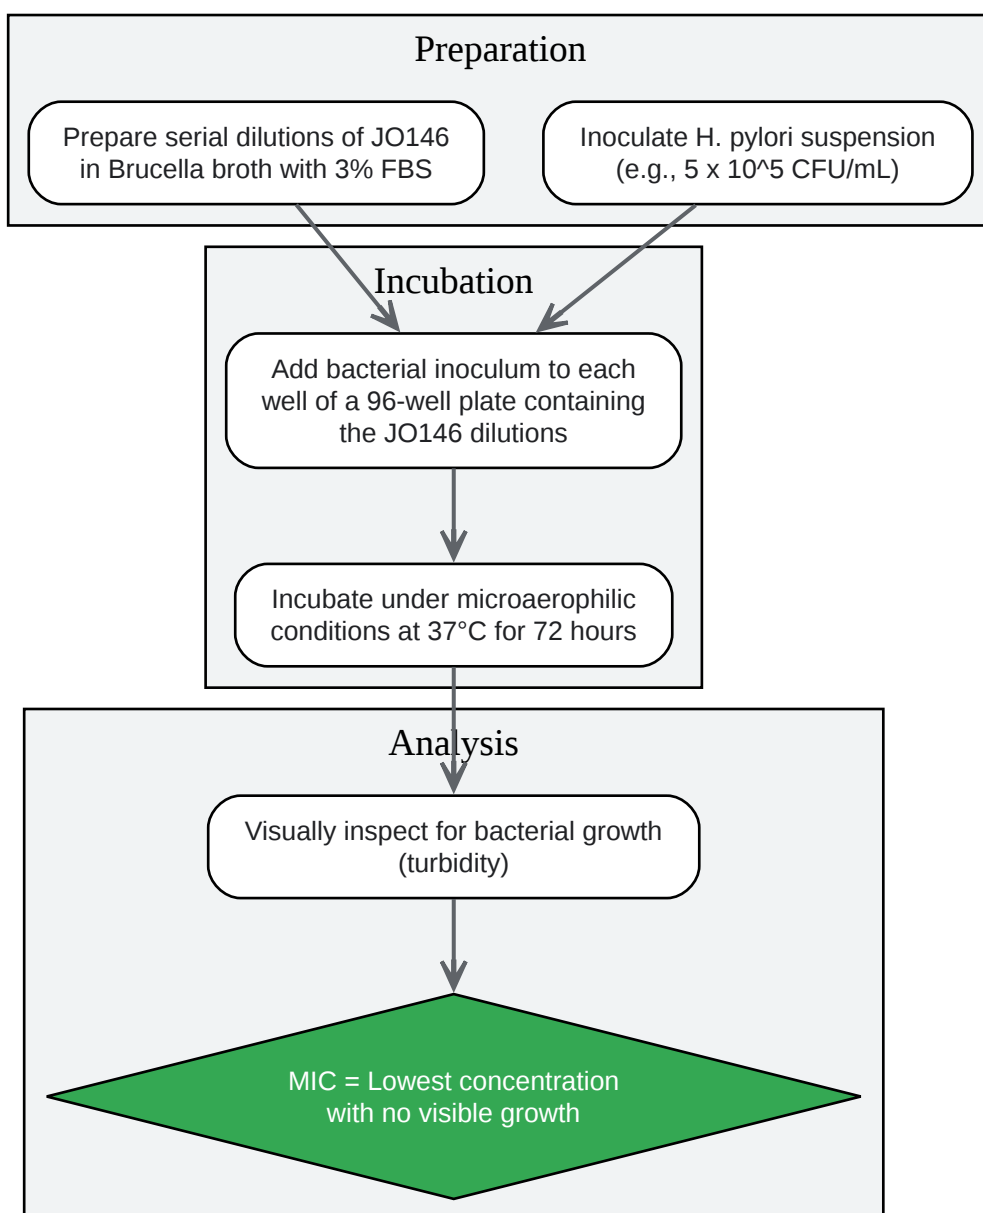 Preparation
Prepare serial dilutions of JO146
in Brucella broth with 3% FBS
Inoculate H. pylori suspension
(e.g., 5 x 10^5 CFU/mL)
Incubation
Add bacterial inoculum to each
well of a 96-well plate containing
the JO146 dilutions
Incubate under microaerophilic
conditions at 37°C for 72 hours
Analysis
Visually inspect for bacterial growth
(turbidity)
MIC = Lowest concentration
with no visible growth